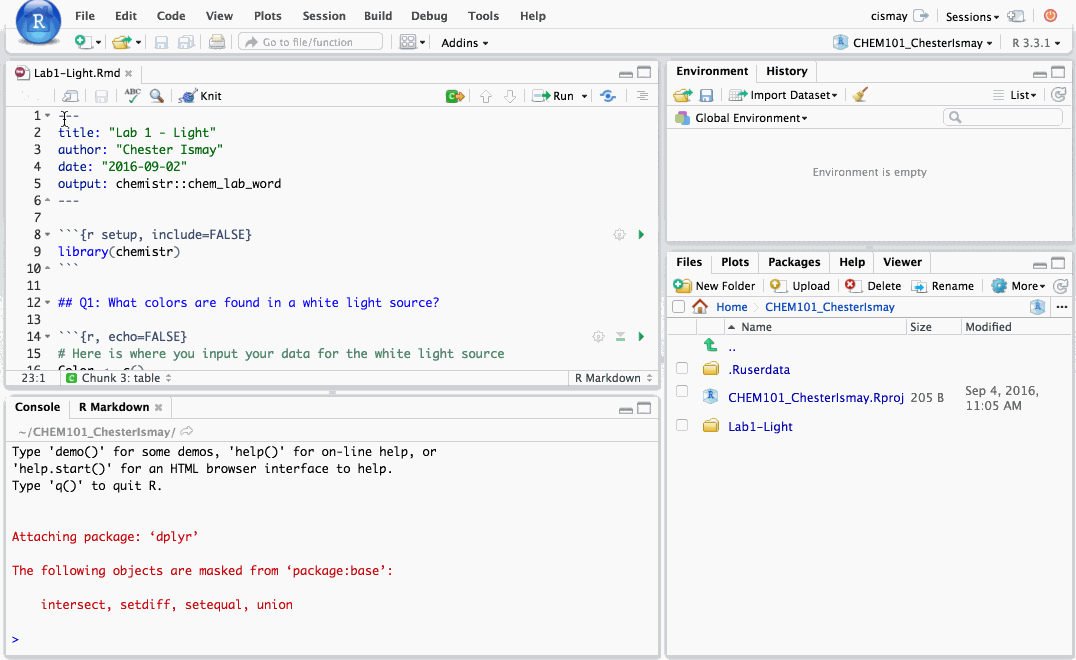 R File Edit Code View Plots Session Build Debug Tools Help cismay Sessions
Go to file/function Addins CHEM101_ChesterIsmay R 3.3.1
Lab1-Light.Rmd
ABC Knit Run
1 ---
2 title: "Lab 1 - Light"
3 author: "Chester Ismay"
4 date: "2016-09-02"
5 output: chemistr::chem_lab_word
6 ---
7
8 ```{r setup, include=FALSE}
9 library(chemistr)
10 ```
11
12 ## Q1: What colors are found in a white light source?
13
14 ```{r, echo=FALSE}
15 # Here is where you input your data for the white light source
23:1 C Chunk 3: table R Markdown
Console R Markdown
~/CHEM101_ChesterIsmay/
Type 'demo()' for some demos, 'help()' for on-line help, or
'help.start()' for an HTML browser interface to help.
Type 'q()' to quit R.
Attaching package: ‘dplyr’
The following objects are masked from ‘package:base’:
intersect, setdiff, setequal, union
>
Environment History
Import Dataset List
Global Environment
Environment is empty
Files Plots Packages Help Viewer
New Folder Upload Delete Rename More
Home CHEM101_ChesterIsmay
Name Size Modified
..
.Ruserdata
CHEM101_ChesterIsmay.Rproj 205 B Sep 4, 2016,
11:05 AM
Lab1-Light